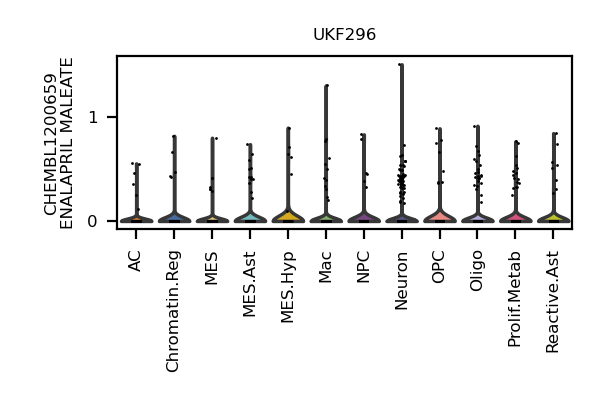 UKF296
CHEMBL1200659
ENALAPRIL MALEATE
1
0
AC
Chromatin.Reg
MES
MES.Ast
MES.Hyp
Mac
NPC
Neuron
OPC
Oligo
Prolif.Metab
Reactive.Ast